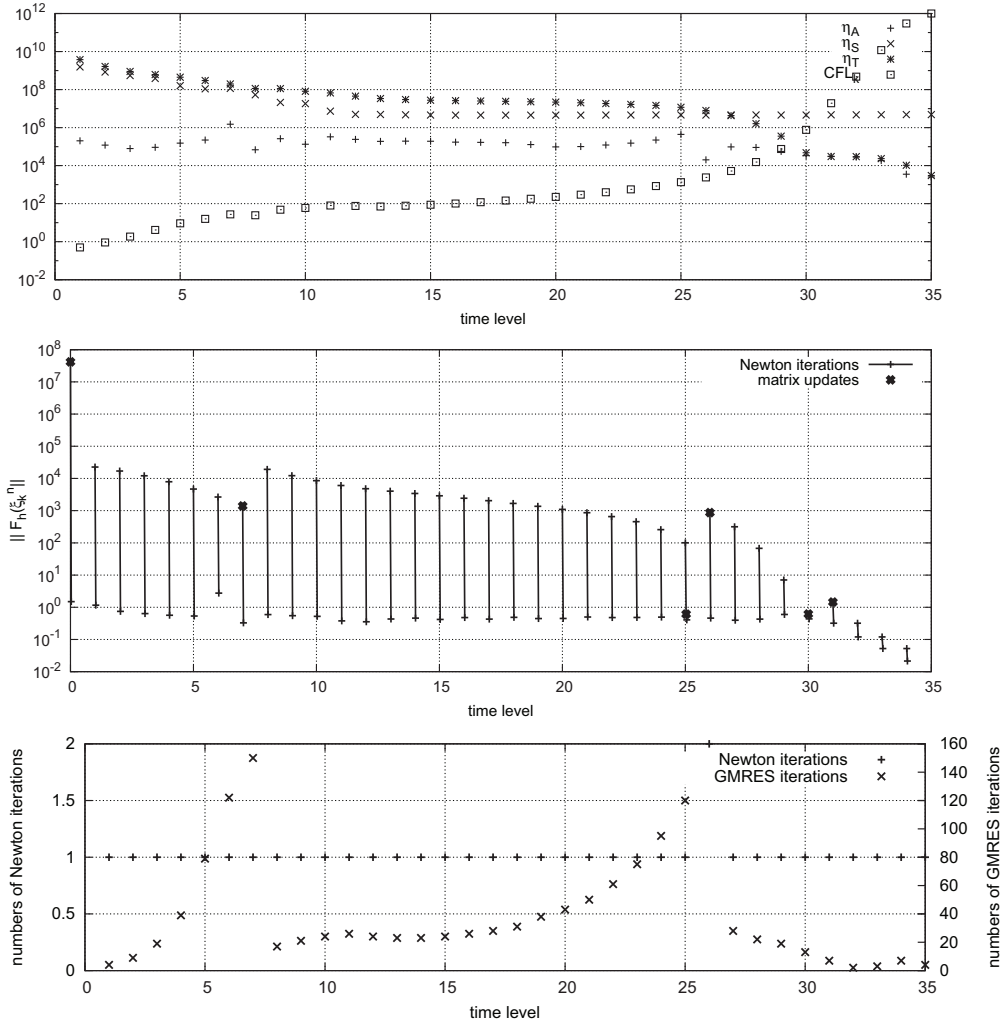 10^12
10^10
10^8
10^6
10^4
10^2
10^0
10^-2
η_A
η_S
η_T
CFL
0 5 10 15 20 25 30 35
time level
10^8
10^7
10^6
10^5
10^4
10^3
10^2
10^1
10^0
10^-1
10^-2
|| F_h(ξ_k^n||
Newton iterations
matrix updates
0 5 10 15 20 25 30 35
time level
2
1.5
1
0.5
0
numbers of Newton iterations
Newton iterations
GMRES iterations
160
140
120
100
80
60
40
20
0
numbers of GMRES iterations
0 5 10 15 20 25 30 35
time level